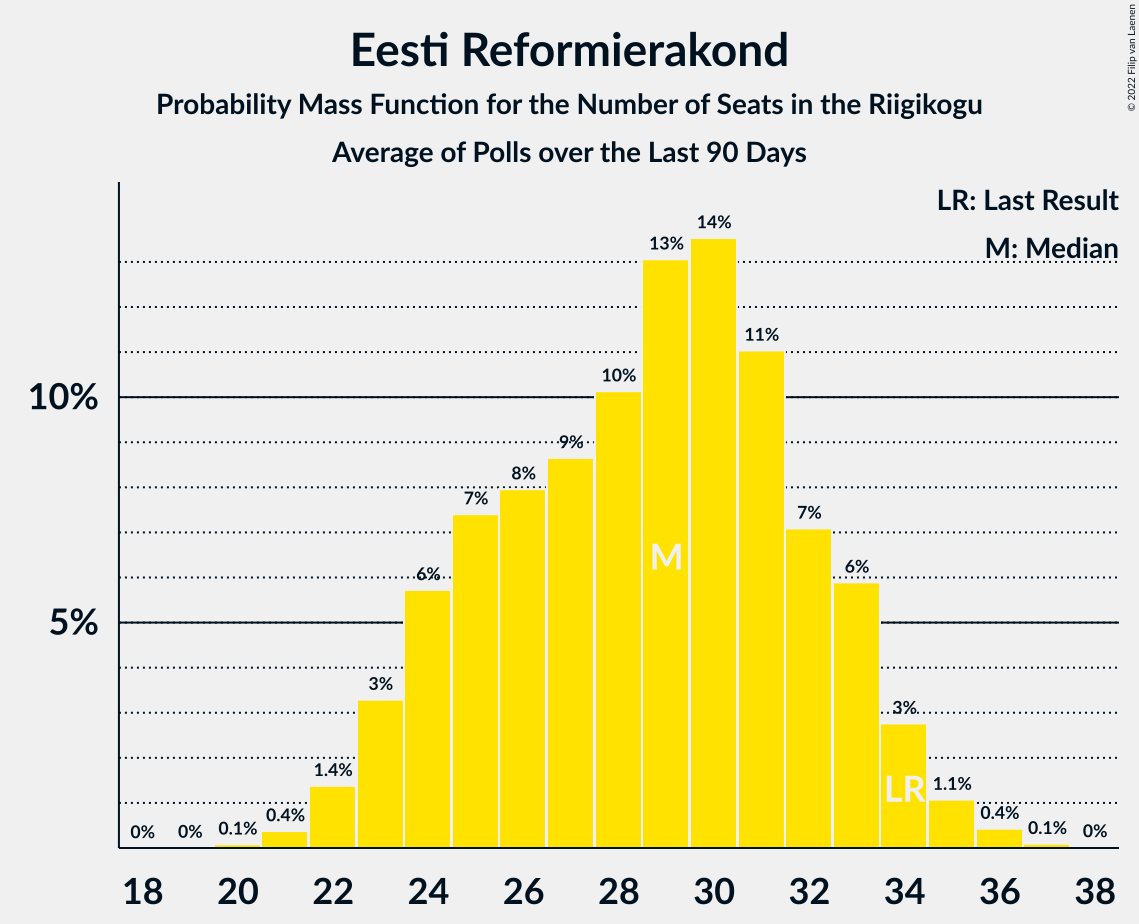 Eesti Reformierakond
Probability Mass Function for the Number of Seats in the Riigikogu
Average of Polls over the Last 90 Days
© 2022 Filip van Laenen
LR: Last Result
M: Median
10%
5%
0%
0%
0.1%
0.4%
1.4%
3%
6%
7%
8%
9%
10%
13%
14%
11%
7%
6%
3%
1.1%
0.4%
0.1%
0%
M
LR
18 20 22 24 26 28 30 32 34 36 38